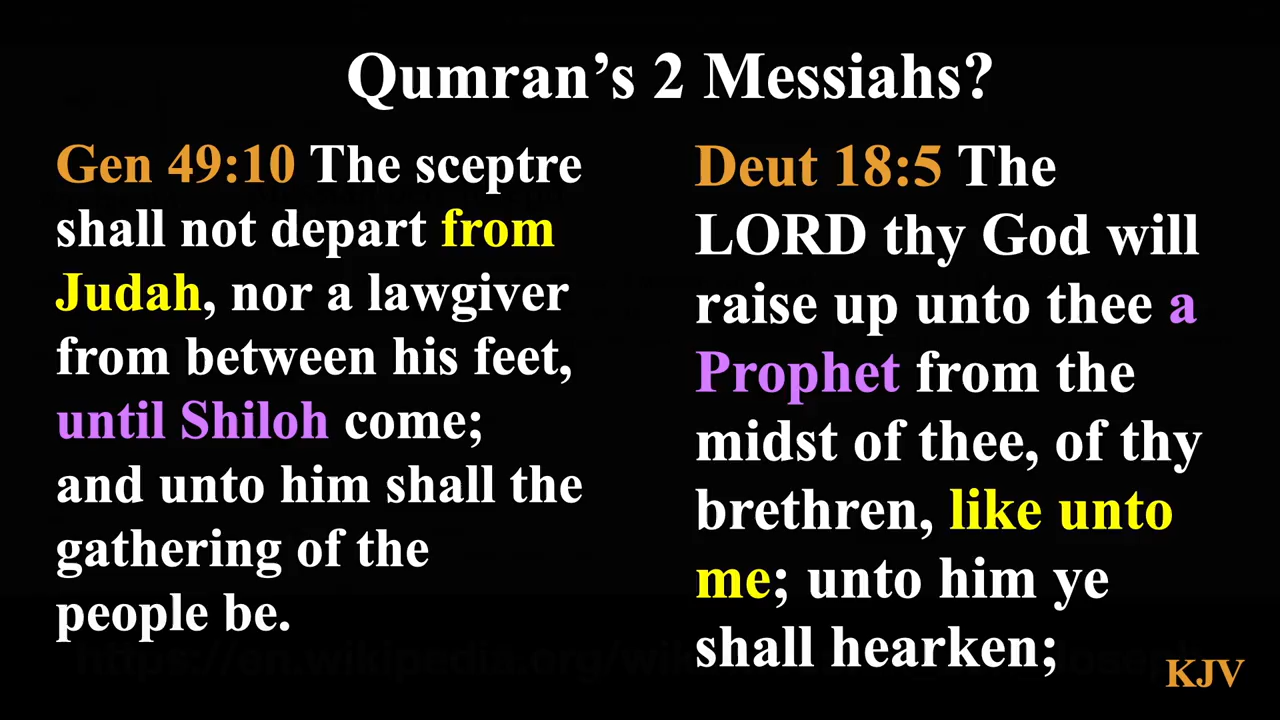 Qumran's 2 Messiahs?
Gen 49:10 The sceptre
shall not depart from
Judah, nor a lawgiver
from between his feet,
until Shiloh come;
and unto him shall the
gathering of the
people be.
Deut 18:5 The
LORD thy God will
raise up unto thee a
Prophet from the
midst of thee, of thy
brethren, like unto
me; unto him ye
shall hearken;
KJV